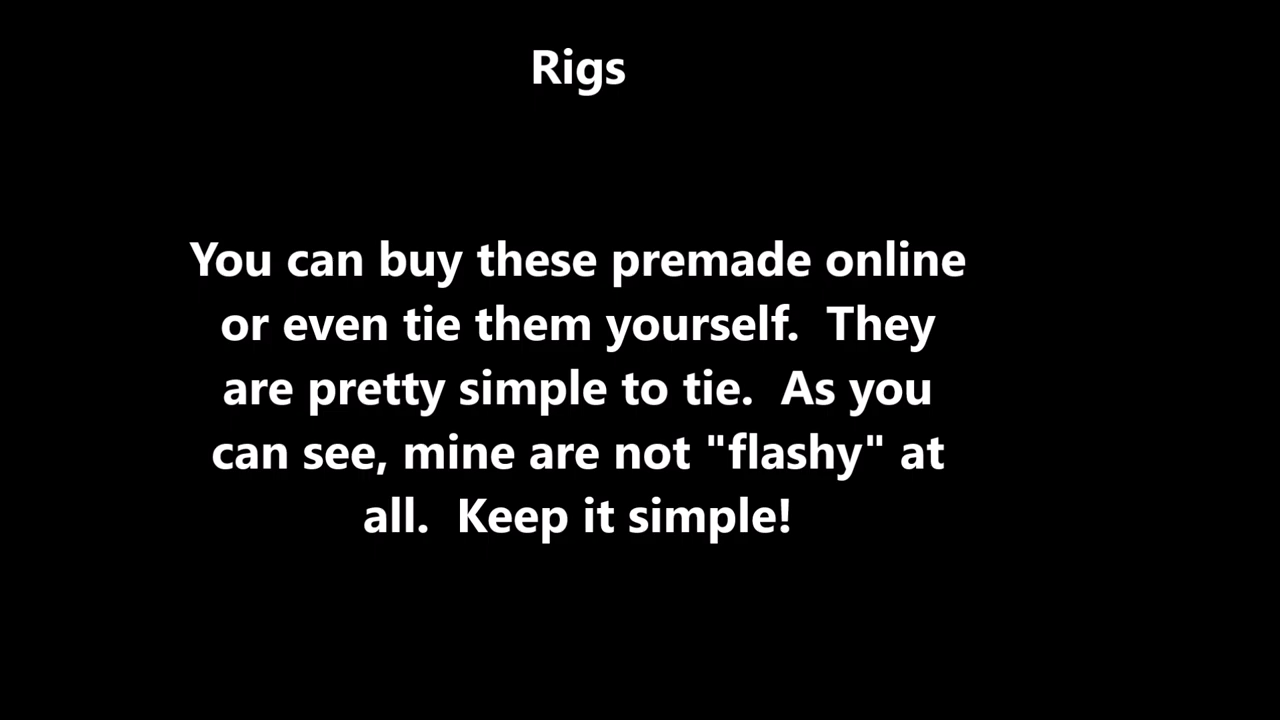 Rigs
You can buy these premade online
or even tie them yourself.  They
are pretty simple to tie.  As you
can see, mine are not "flashy" at
all.  Keep it simple!